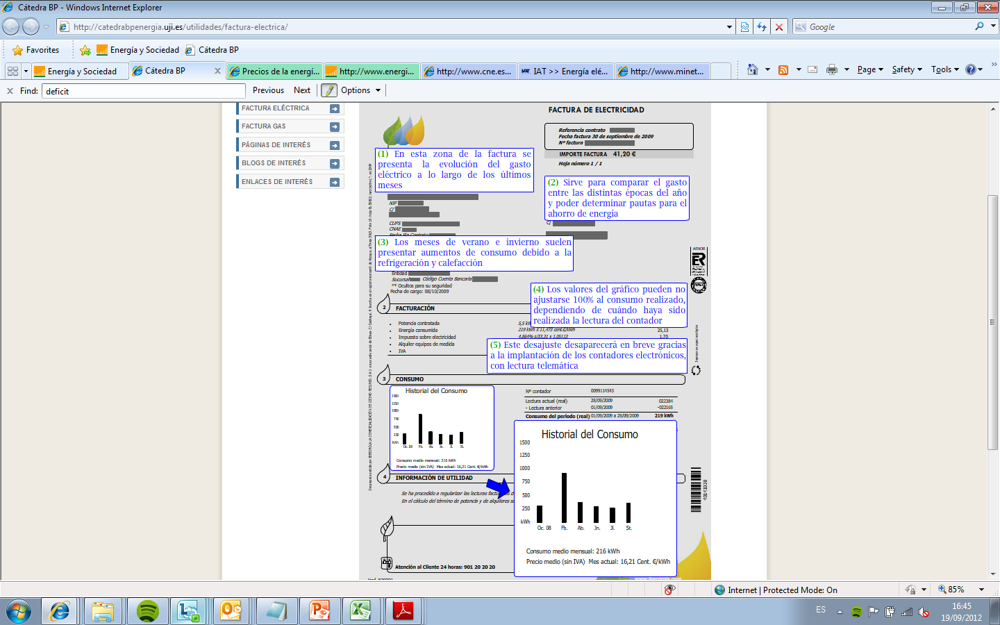 Cátedra BP - Windows Internet Explorer
http://catedrabpenergia.uji.es/utilidades/factura-electrica/
Google
Favorites
Energía y Sociedad
Cátedra BP
Energía y Sociedad
Cátedra BP
Precios de la energí...
http://www.energi...
http://www.cne.es...
IAT >> Energía elé...
http://www.minet...
Page
Safety
Tools
Find:
deficit
Previous
Next
Options
FACTURA ELÉCTRICA
FACTURA GAS
PÁGINAS DE INTERÉS
BLOGS DE INTERÉS
ENLACES DE INTERÉS
FACTURA DE ELECTRICIDAD
Referencia contrato
Fecha factura 30 de septiembre de 2009
Nº factura
IMPORTE FACTURA 41,20 €
Hoja número 1 / 1
(1) En esta zona de la factura se
presenta la evolución del gasto
eléctrico a lo largo de los últimos
meses
(2) Sirve para comparar el gasto
entre las distintas épocas del año
y poder determinar pautas para el
ahorro de energía
NIF
C/
CUPS
CNAE
C/
(3) Los meses de verano e invierno suelen
presentar aumentos de consumo debido a la
refrigeración y calefacción
AENOR
ER
Entidad
Sucursal
Código Cuenta Bancaria
** Ocultos para su seguridad
Fecha de cargo: 08/10/2009
(4) Los valores del gráfico pueden no
ajustarse 100% al consumo realizado,
dependiendo de cuándo haya sido
realizada la lectura del contador
2 FACTURACIÓN
Potencia contratada
5,5 kW
Energía consumida
219 kWh X 11,473 cent.€/kWh
25,13
Impuesto sobre electricidad
4,864% s/33,31 x 1,05113
1,70
Alquiler equipos de medida
IVA
(5) Este desajuste desaparecerá en breve gracias
a la implantación de los contadores electrónicos,
con lectura telemática
3 CONSUMO
Historial del Consumo
1500
1250
1000
750
500
250
kWh
Oc. 08 Fb. Ab. Jn. Jl. St.
Consumo medio mensual: 216 kWh
Precio medio (sin IVA) Mes actual: 16,21 Cent. €/kWh
Nº contador 0099114543
Lectura actual (real) 28/09/2009 022384
- Lectura anterior 01/09/2009 -022165
Consumo del periodo (real) 01/09/2009 a 28/09/2009 219 kWh
Historial del Consumo
1500
1250
1000
750
500
250
kWh
Oc. 08 Fb. Ab. Jn. Jl. St.
Consumo medio mensual: 216 kWh
Precio medio (sin IVA) Mes actual: 16,21 Cent. €/kWh
4 INFORMACIÓN DE UTILIDAD
Se ha procedido a regularizar las lecturas
En el cálculo del término de potencia y de alquileres
40141038
Atención al Cliente 24 horas: 901 20 20 20
Internet | Protected Mode: On
85%
ES
16:45
19/09/2012